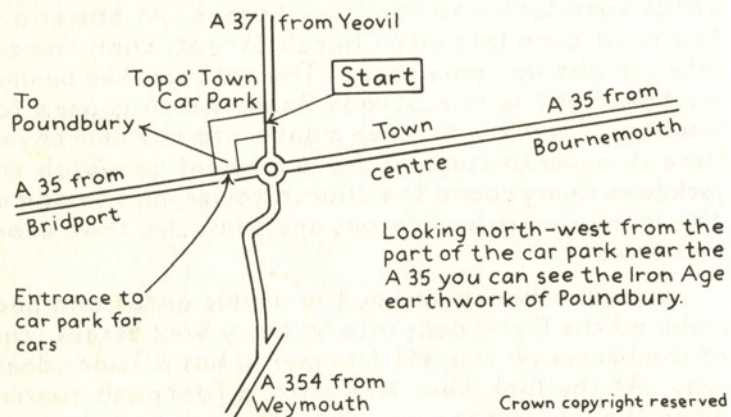 A 37 from Yeovil
Top o' Town
Car Park
Start
To
Poundbury
A 35 from
Bridport
Town
centre
A 35 from
Bournemouth
Looking north-west from the
part of the car park near the
A 35 you can see the Iron Age
earthwork of Poundbury.
Entrance to
car park for
cars
A 354 from
Weymouth
Crown copyright reserved